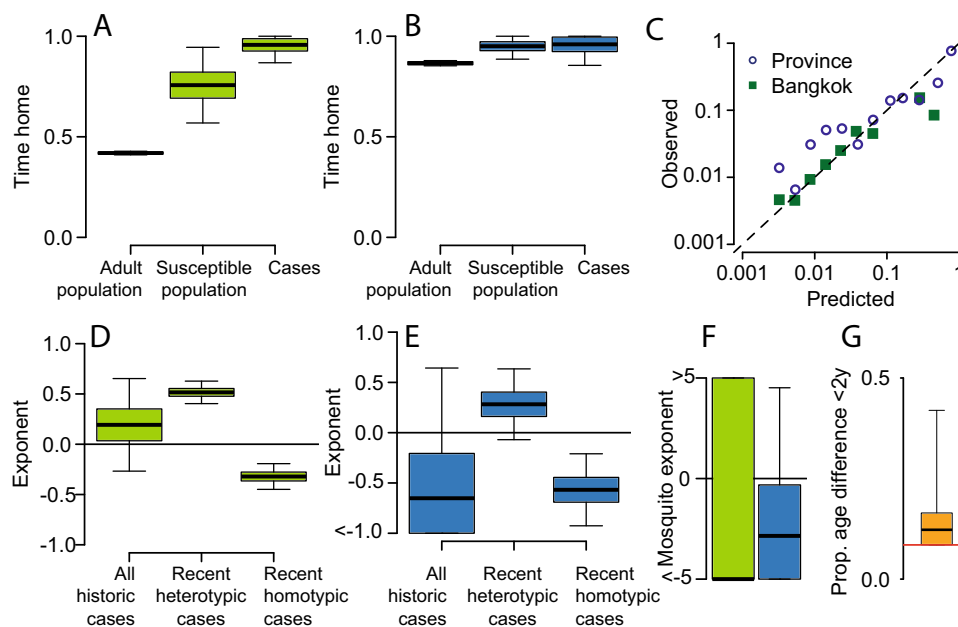 A
1.0
0.5
0.0
Time home
Adult Susceptible Cases
population population
B
1.0
0.5
0.0
Time home
Adult Susceptible Cases
population population
C
1
0.1
0.01
0.001
Observed
Province
Bangkok
0.001 0.01 0.1 1
Predicted
D
1.0
0.5
0.0
-0.5
-1.0
Exponent
All Recent Recent
historic heterotypic homotypic
cases cases cases
E
1.0
0.5
0.0
-0.5
<-1.0
Exponent
All Recent Recent
historic heterotypic homotypic
cases cases cases
F
>5
0
<-5
Mosquito exponent
G
0.5
0.0
Prop. age difference <2y